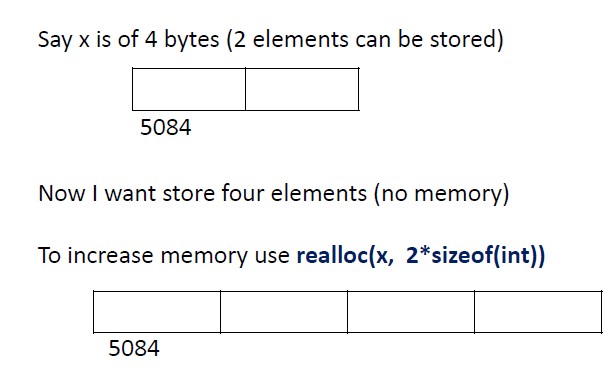 Say x is of 4 bytes (2 elements can be stored)
5084
Now I want store four elements (no memory)
To increase memory use realloc(x, 2*sizeof(int))
5084